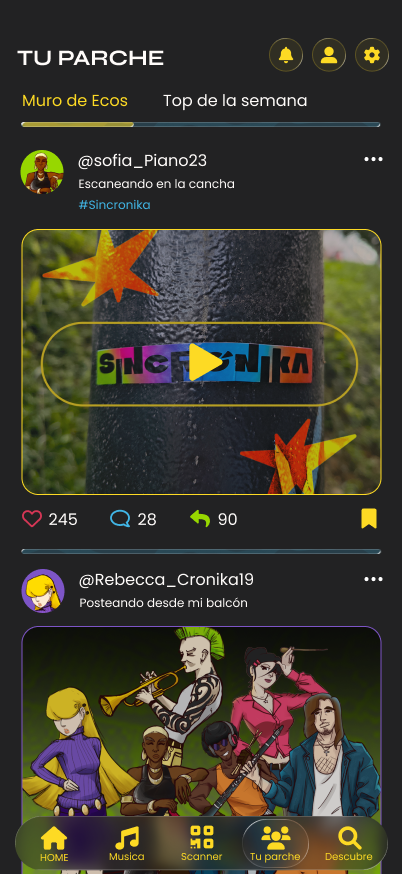 TU PARCHE
Muro de Ecos
Top de la semana
@sofia_Piano23
Escaneando en la cancha
#Sincronika
SINCRONIKA
245
28
90
@Rebecca_Cronika19
Posteando desde mi balcón
HOME
Musica
Scanner
Tu parche
Descubre